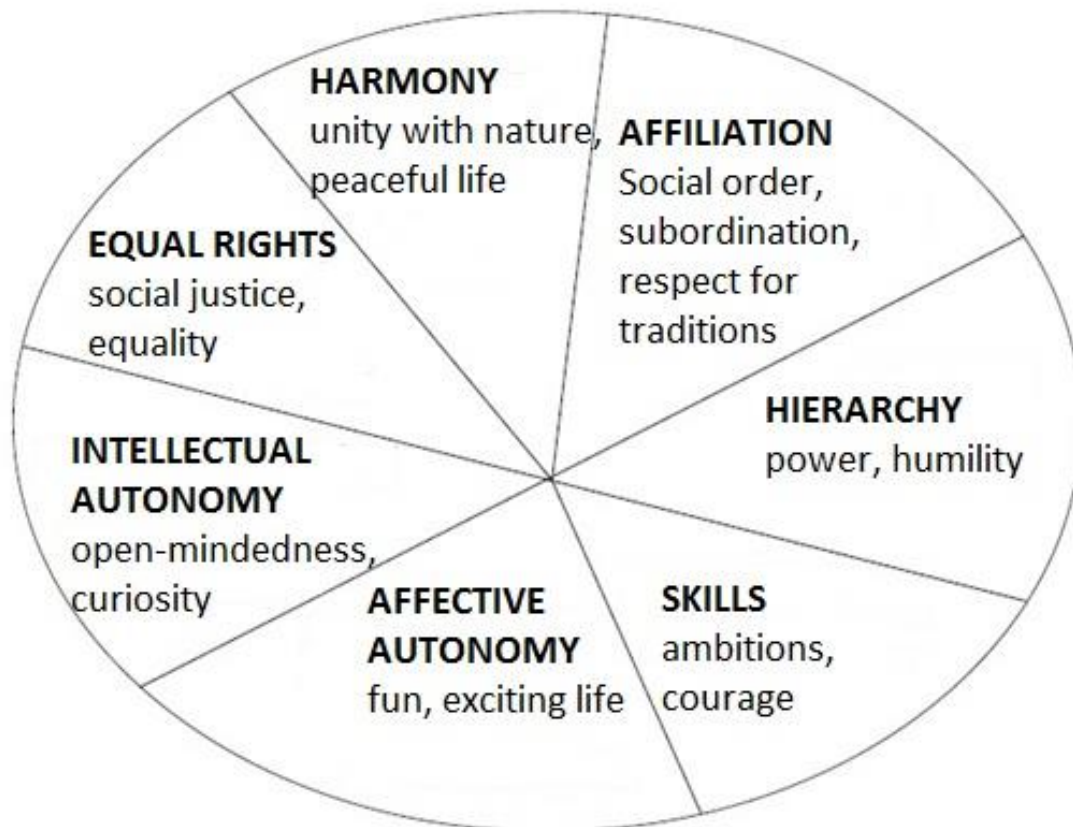 HARMONY
unity with nature,
peaceful life
AFFILIATION
Social order,
subordination,
respect for
traditions
EQUAL RIGHTS
social justice,
equality
HIERARCHY
power, humility
INTELLECTUAL
AUTONOMY
open-mindedness,
curiosity
AFFECTIVE
AUTONOMY
fun, exciting life
SKILLS
ambitions,
courage